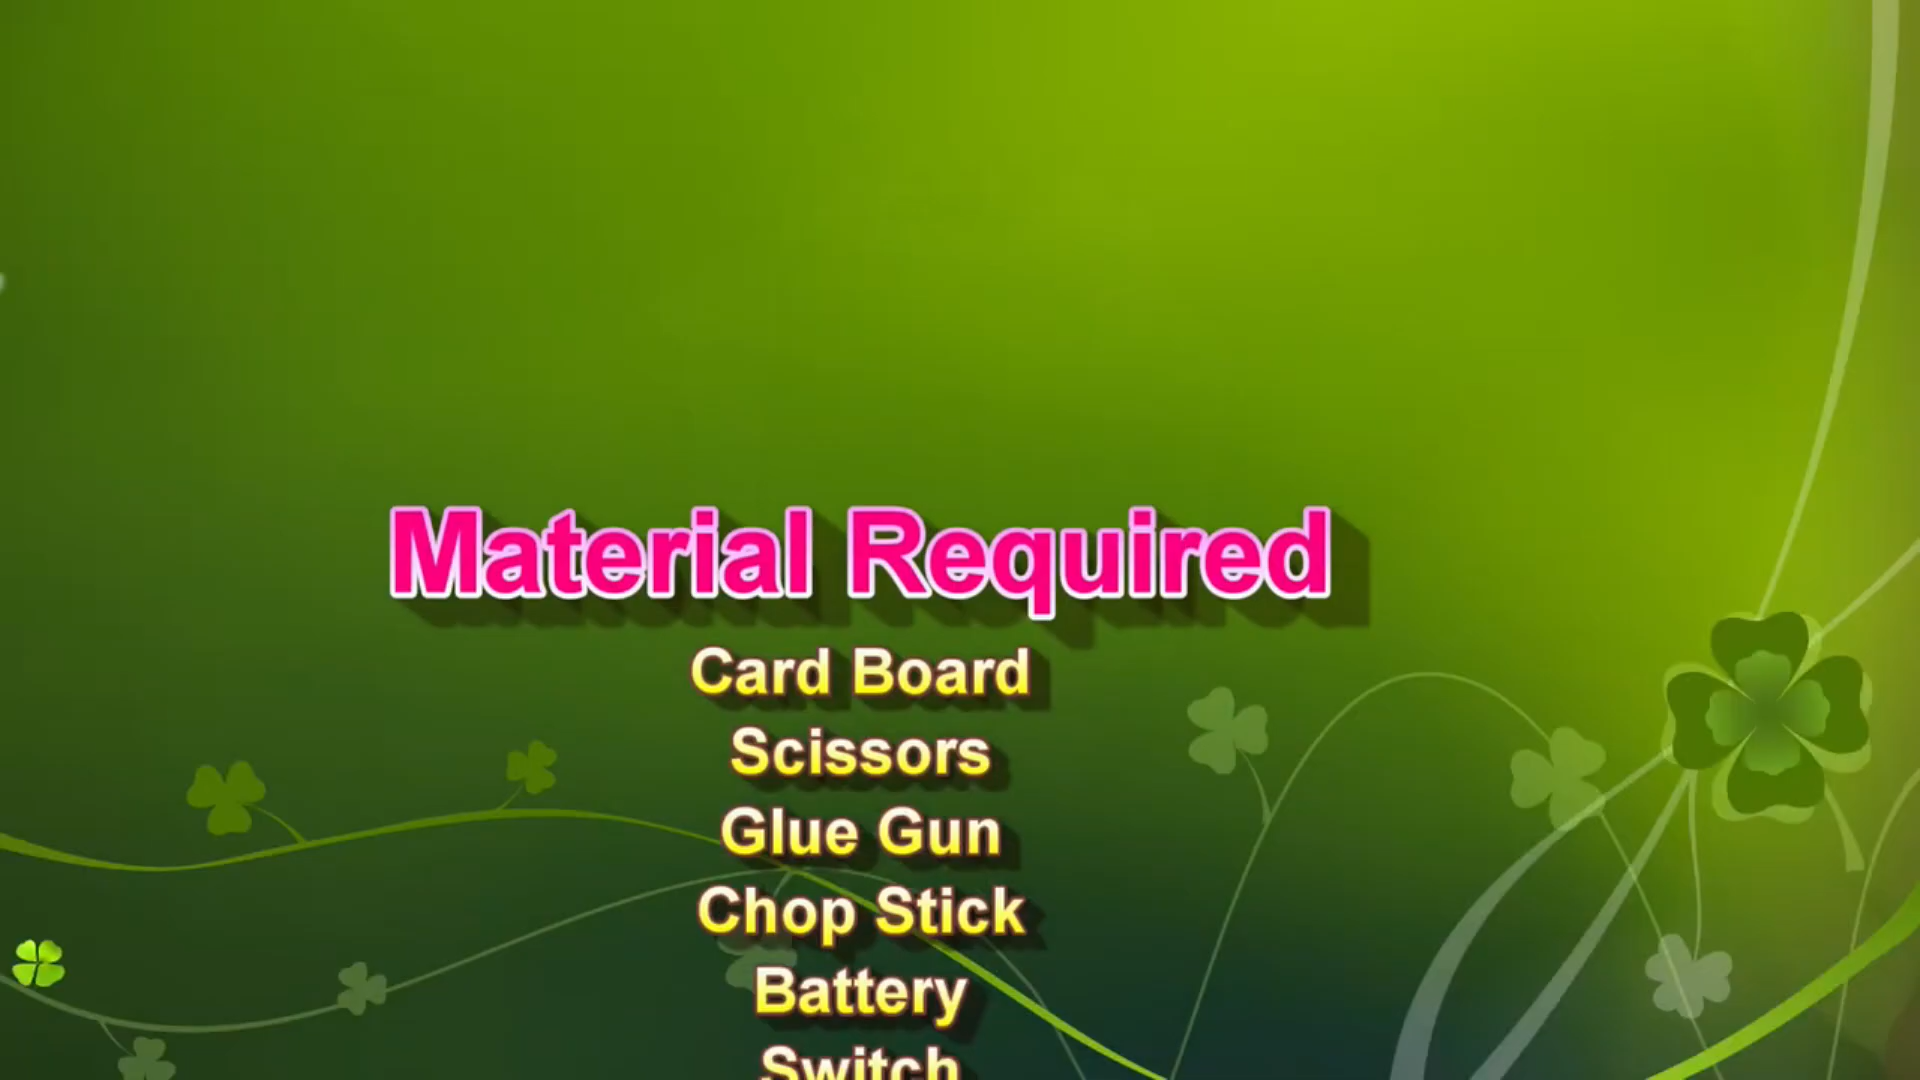 Material Required
Card Board
Scissors
Glue Gun
Chop Stick
Battery
Switch